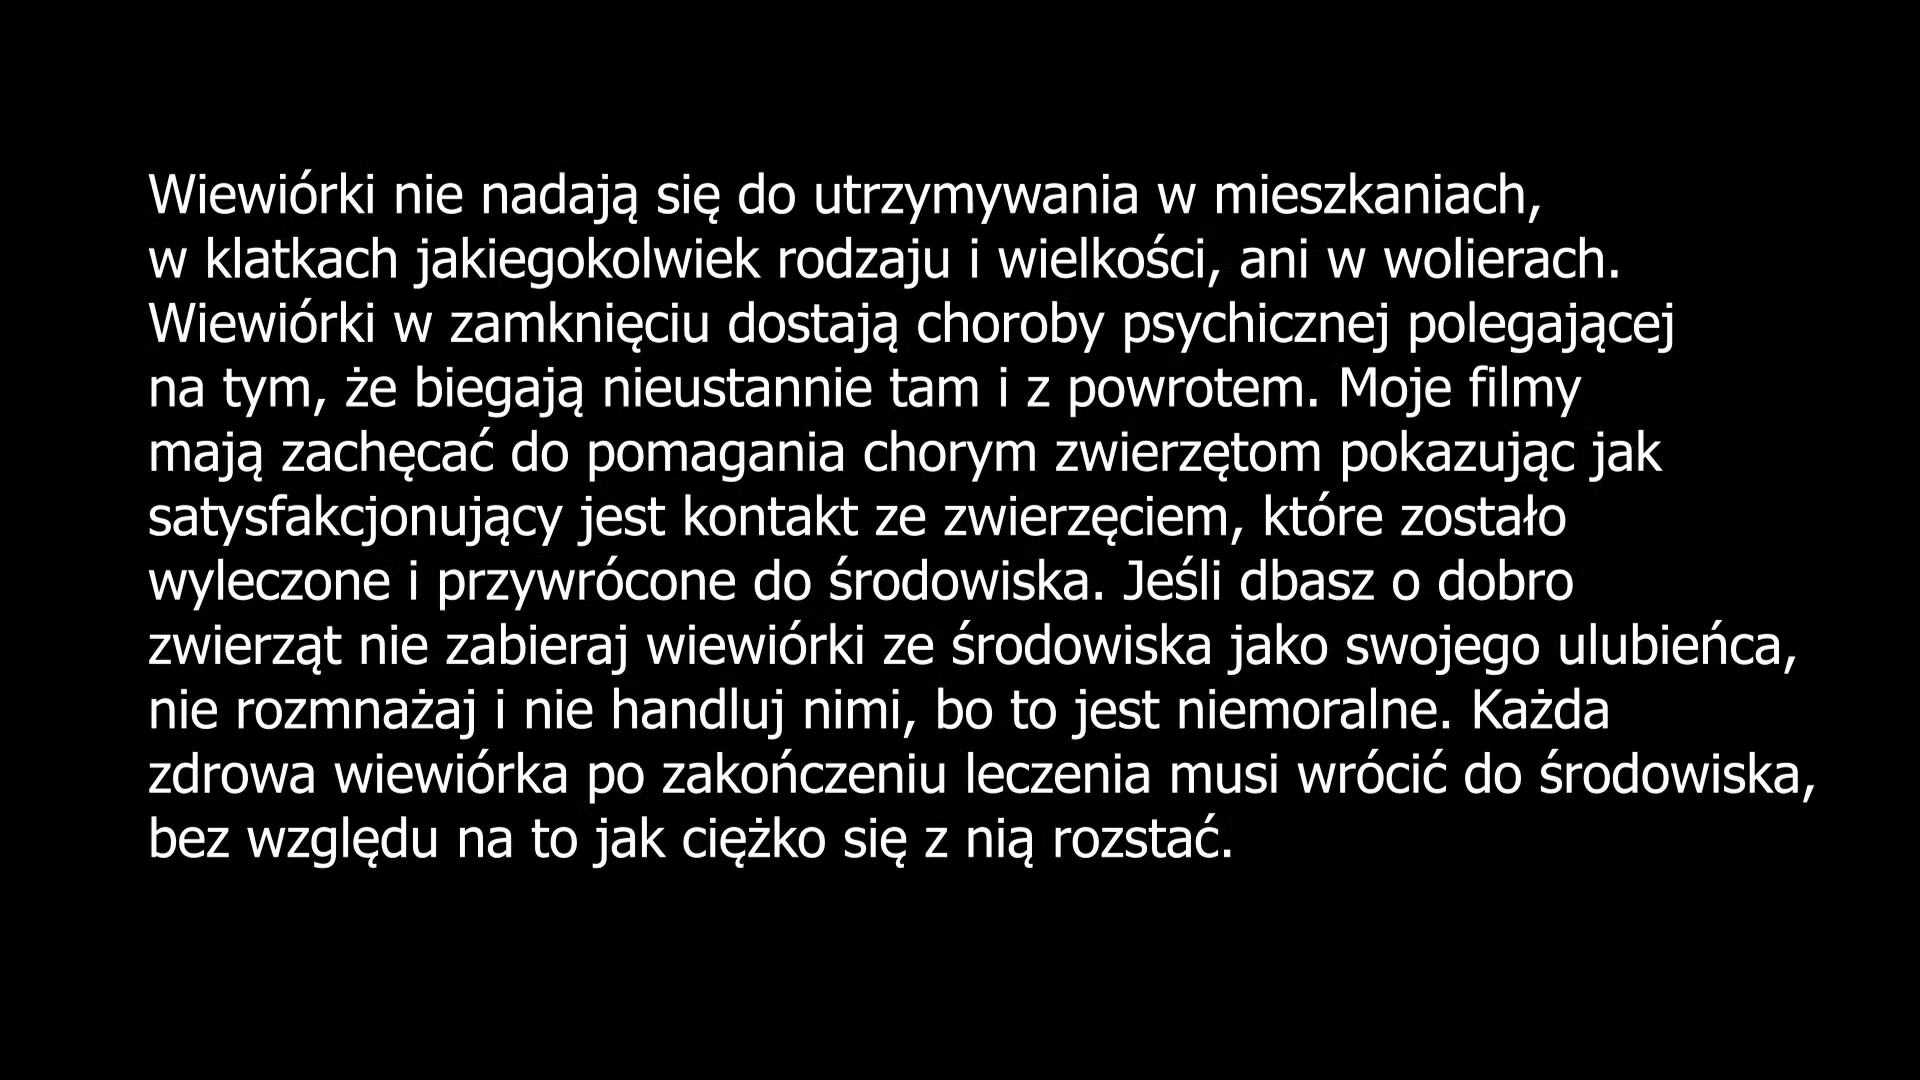 Wiewiórki nie nadają się do utrzymywania w mieszkaniach,
w klatkach jakiegokolwiek rodzaju i wielkości, ani w wolierach.
Wiewiórki w zamknięciu dostają choroby psychicznej polegającej
na tym, że biegają nieustannie tam i z powrotem. Moje filmy
mają zachęcać do pomagania chorym zwierzętom pokazując jak
satysfakcjonujący jest kontakt ze zwierzęciem, które zostało
wyleczone i przywrócone do środowiska. Jeśli dbasz o dobro
zwierząt nie zabieraj wiewiórki ze środowiska jako swojego ulubieńca,
nie rozmnażaj i nie handluj nimi, bo to jest niemoralne. Każda
zdrowa wiewiórka po zakończeniu leczenia musi wrócić do środowiska,
bez względu na to jak ciężko się z nią rozstać.